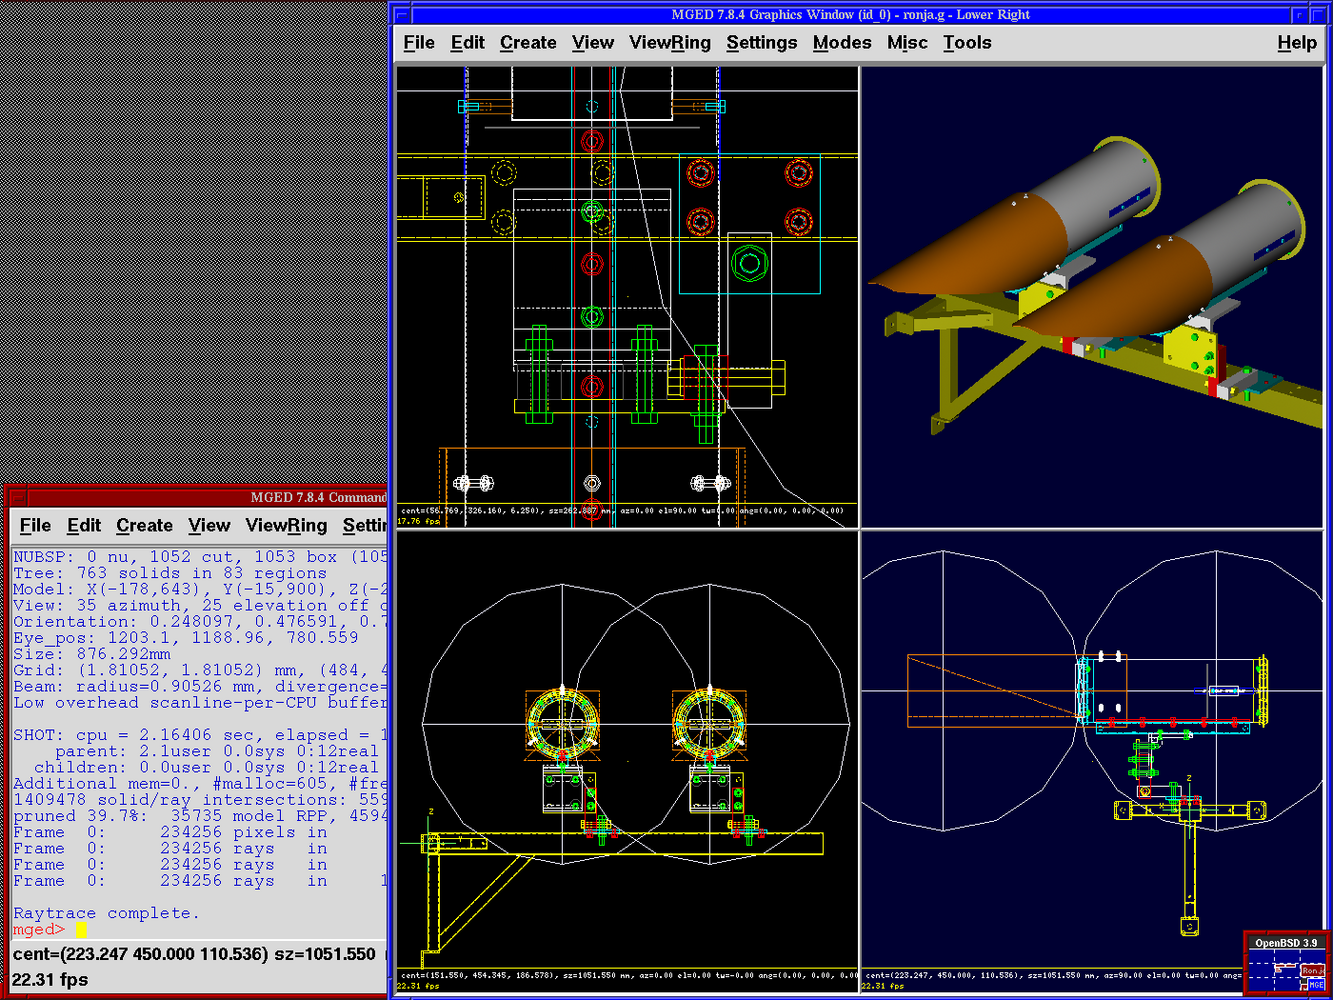 MGED 7.8.4 Graphics Window (id_0) - ronja.g - Lower Right
File Edit Create View ViewRing Settings Modes Misc Tools Help
cent=(56.769, 326.160, 6.250), sz=262.887 mm, az=0.00 el=90.00 tw=0.00 ang=(0.00, 0.00, 0.00)
17.76 fps
MGED 7.8.4 Command
File Edit Create View ViewRing
NUBSP: 0 nu, 1052 cut, 1053 box (105
Tree: 763 solids in 83 regions
Model: X(-178,643), Y(-15,900), Z(-2
View: 35 azimuth, 25 elevation off
Orientation: 0.248097, 0.476591, 0.7
Eye_pos: 1203.1, 1188.96, 780.559
Size: 876.292mm
Grid: (1.81052, 1.81052) mm, (484, 4
Beam: radius=0.90526 mm, divergence=
Low overhead scanline-per-CPU buffer
SHOT: cpu = 2.16406 sec, elapsed = 1
parent: 2.1user 0.0sys 0:12real
children: 0.0user 0.0sys 0:12real
Additional mem=0., #malloc=605, #fre
1409478 solid/ray intersections: 559
pruned 39.7%: 35735 model RPP, 4594
Frame 0: 234256 pixels in
Frame 0: 234256 rays in
Frame 0: 234256 rays in
Frame 0: 234256 rays in 1
Raytrace complete.
mged>
cent=(223.247 450.000 110.536) sz=1051.550
22.31 fps
Z
cent=(151.550, 454.345, 186.578), sz=1051.550 mm, az=0.00 el=0.00 tw=-0.00 ang=(0.00, 0.00, 0.0
22.31 fps
Z
cent=(223.247, 450.000, 110.536), sz=1051.550 mm, az=90.00 el=0.00 tw=0.00 ang=(0.00,
22.31 fps
OpenBSD 3.9
MGE